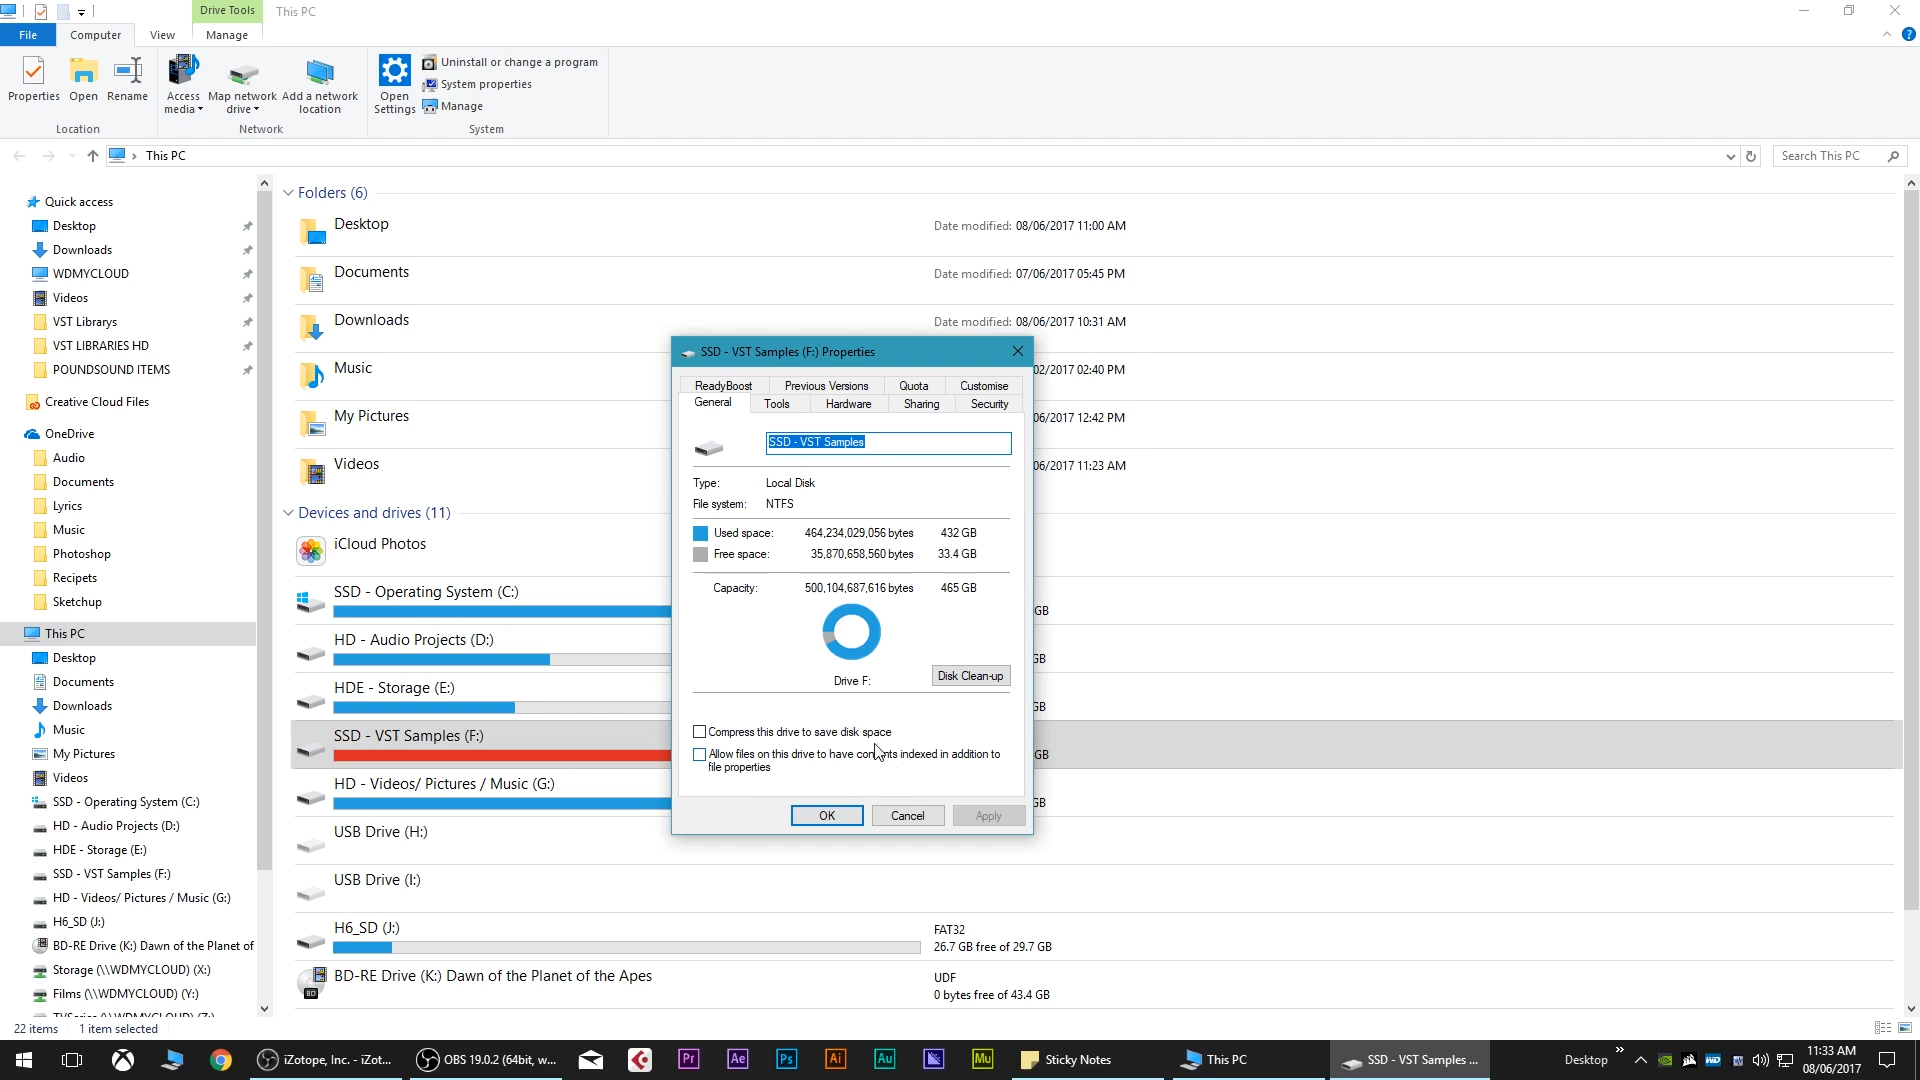 Drive Tools
This PC
File
Computer
View
Manage
Properties
Open
Rename
Access media
Map network drive
Add a network location
Open Settings
Uninstall or change a program
System properties
Manage
Location
Network
System
This PC
Search This PC
Quick access
Desktop
Downloads
WDMYCLOUD
Videos
VST Librarys
VST LIBRARIES HD
POUNDSOUND ITEMS
Creative Cloud Files
OneDrive
Audio
Documents
Lyrics
Music
Photoshop
Recipets
Sketchup
This PC
Desktop
Documents
Downloads
Music
My Pictures
Videos
SSD - Operating System (C:)
HD - Audio Projects (D:)
HDE - Storage (E:)
SSD - VST Samples (F:)
HD - Videos/ Pictures / Music (G:)
H6_SD (J:)
BD-RE Drive (K:) Dawn of the Planet of
Storage (\\WDMYCLOUD) (X:)
Films (\\WDMYCLOUD) (Y:)
Folders (6)
Desktop
Date modified: 08/06/2017 11:00 AM
Documents
Date modified: 07/06/2017 05:45 PM
Downloads
Date modified: 08/06/2017 10:31 AM
Music
02/2017 02:40 PM
My Pictures
06/2017 12:42 PM
Videos
06/2017 11:23 AM
Devices and drives (11)
iCloud Photos
SSD - Operating System (C:)
GB
HD - Audio Projects (D:)
GB
HDE - Storage (E:)
GB
SSD - VST Samples (F:)
GB
HD - Videos/ Pictures / Music (G:)
GB
USB Drive (H:)
USB Drive (I:)
H6_SD (J:)
FAT32
26.7 GB free of 29.7 GB
BD-RE Drive (K:) Dawn of the Planet of the Apes
UDF
0 bytes free of 43.4 GB
SSD - VST Samples (F:) Properties
ReadyBoost
Previous Versions
Quota
Customise
General
Tools
Hardware
Sharing
Security
SSD - VST Samples
Type: Local Disk
File system: NTFS
Used space: 464,234,029,056 bytes 432 GB
Free space: 35,870,658,560 bytes 33.4 GB
Capacity: 500,104,687,616 bytes 465 GB
Drive F:
Disk Clean-up
Compress this drive to save disk space
Allow files on this drive to have contents indexed in addition to
file properties
OK
Cancel
Apply
22 items
1 item selected
iZotope, Inc. - iZot...
OBS 19.0.2 (64bit, w...
Pr
Ae
Ps
Ai
Au
Mu
Sticky Notes
This PC
SSD - VST Samples ...
Desktop
WD
11:33 AM
08/06/2017